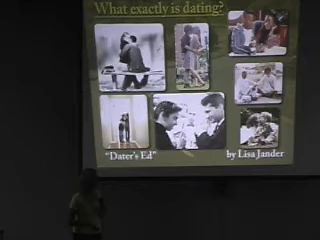 What exactly is dating?
"Dater's Ed" by Lisa Jander